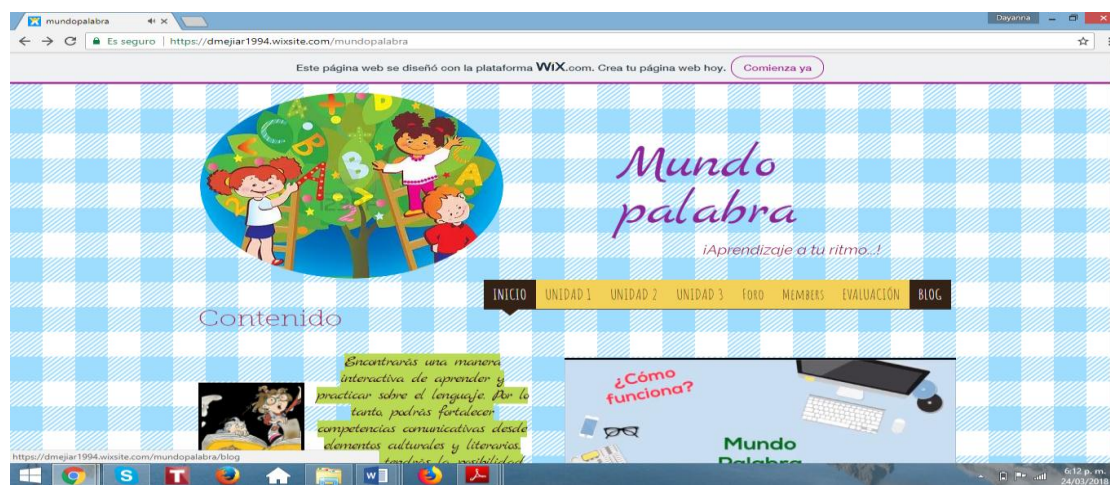 mundopalabra
Dayanna
Es seguro | https://dmejiar1994.wixsite.com/mundopalabra
Este página web se diseñó con la plataforma WiX.com. Crea tu página web hoy. Comienza ya
Mundo
palabra
¡Aprendizaje a tu ritmo...!
INICIO UNIDAD 1 UNIDAD 2 UNIDAD 3 FORO MEMBERS EVALUACIÓN BLOG
Contenido
Encontrarás una manera
interactiva de aprender y
practicar sobre el lenguaje. Por lo
tanto, podrás fortalecer
competencias comunicativas desde
elementos culturales y literarios.
tendrás la posibilidad
¿Cómo
funciona?
Mundo
Palabra
https://dmejiar1994.wixsite.com/mundopalabra/blog
6:12 p. m.
24/03/2018